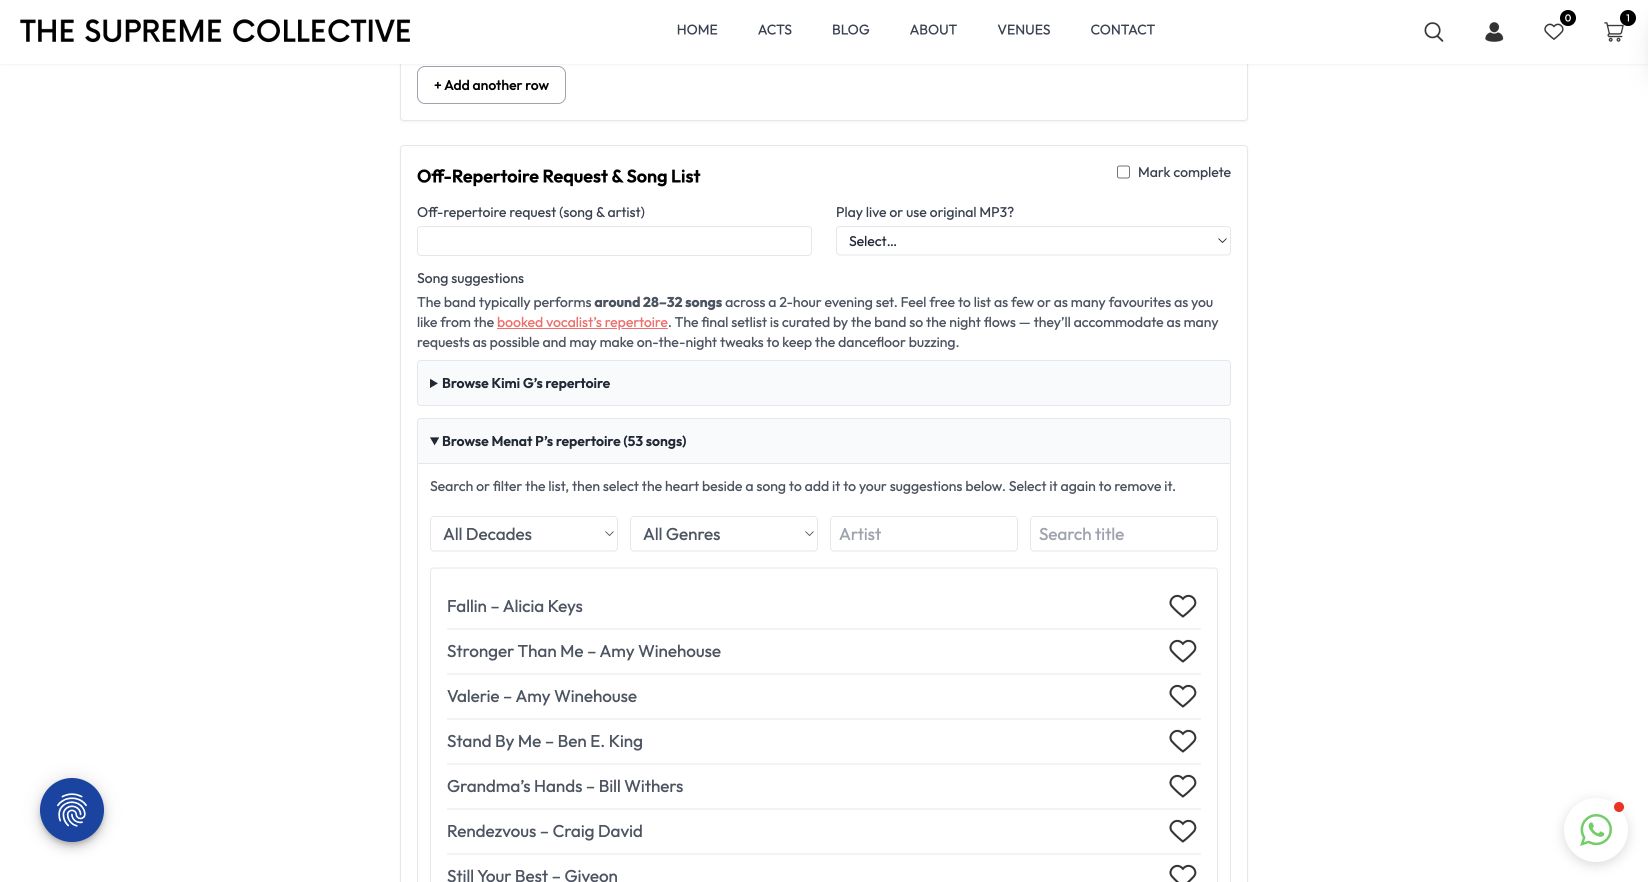 THE SUPREME COLLECTIVE
HOME
ACTS
BLOG
ABOUT
VENUES
CONTACT
0
1
+ Add another row
Off-Repertoire Request & Song List
Mark complete
Off-repertoire request (song & artist)
Play live or use original MP3?
Select…
Song suggestions
The band typically performs around 28–32 songs across a 2-hour evening set. Feel free to list as few or as many favourites as you
like from the booked vocalist’s repertoire. The final setlist is curated by the band so the night flows — they’ll accommodate as many
requests as possible and may make on-the-night tweaks to keep the dancefloor buzzing.
Browse Kimi G’s repertoire
Browse Menat P’s repertoire (53 songs)
Search or filter the list, then select the heart beside a song to add it to your suggestions below. Select it again to remove it.
All Decades
All Genres
Artist
Search title
Fallin – Alicia Keys
Stronger Than Me – Amy Winehouse
Valerie – Amy Winehouse
Stand By Me – Ben E. King
Grandma’s Hands – Bill Withers
Rendezvous – Craig David
Still Your Best – Giveon